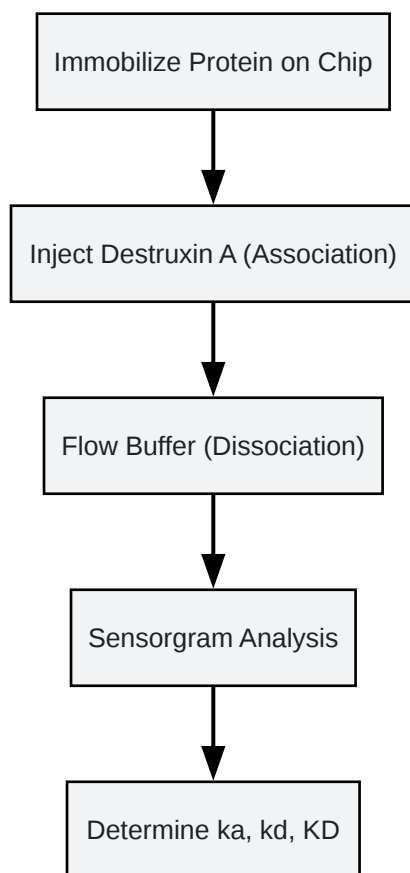 Immobilize Protein on Chip
Inject Destruxin A (Association)
Flow Buffer (Dissociation)
Sensorgram Analysis
Determine ka, kd, KD